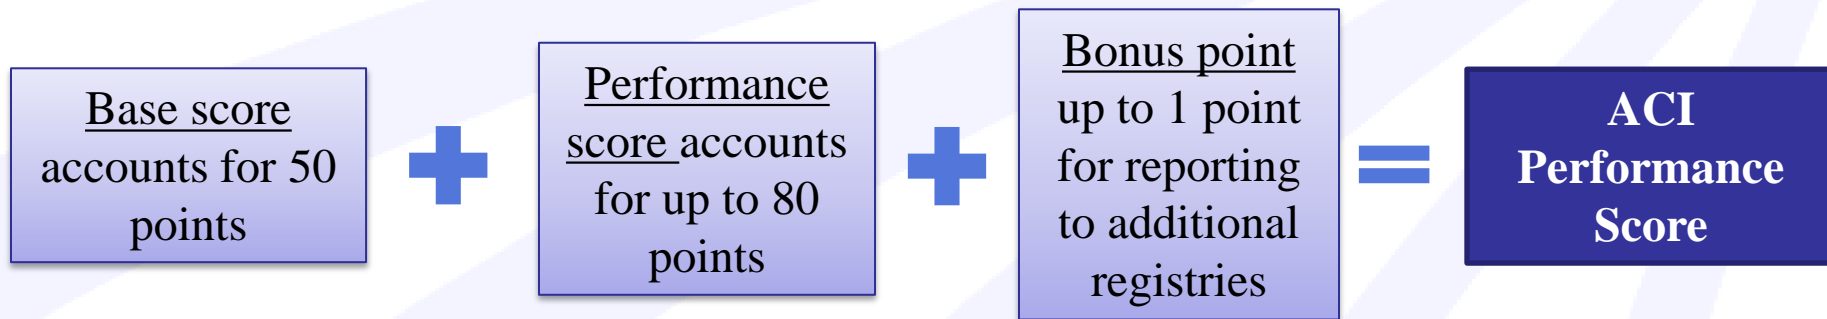 Base score
accounts for 50
points
Performance
score accounts
for up to 80
points
Bonus point
up to 1 point
for reporting
to additional
registries
ACI
Performance
Score